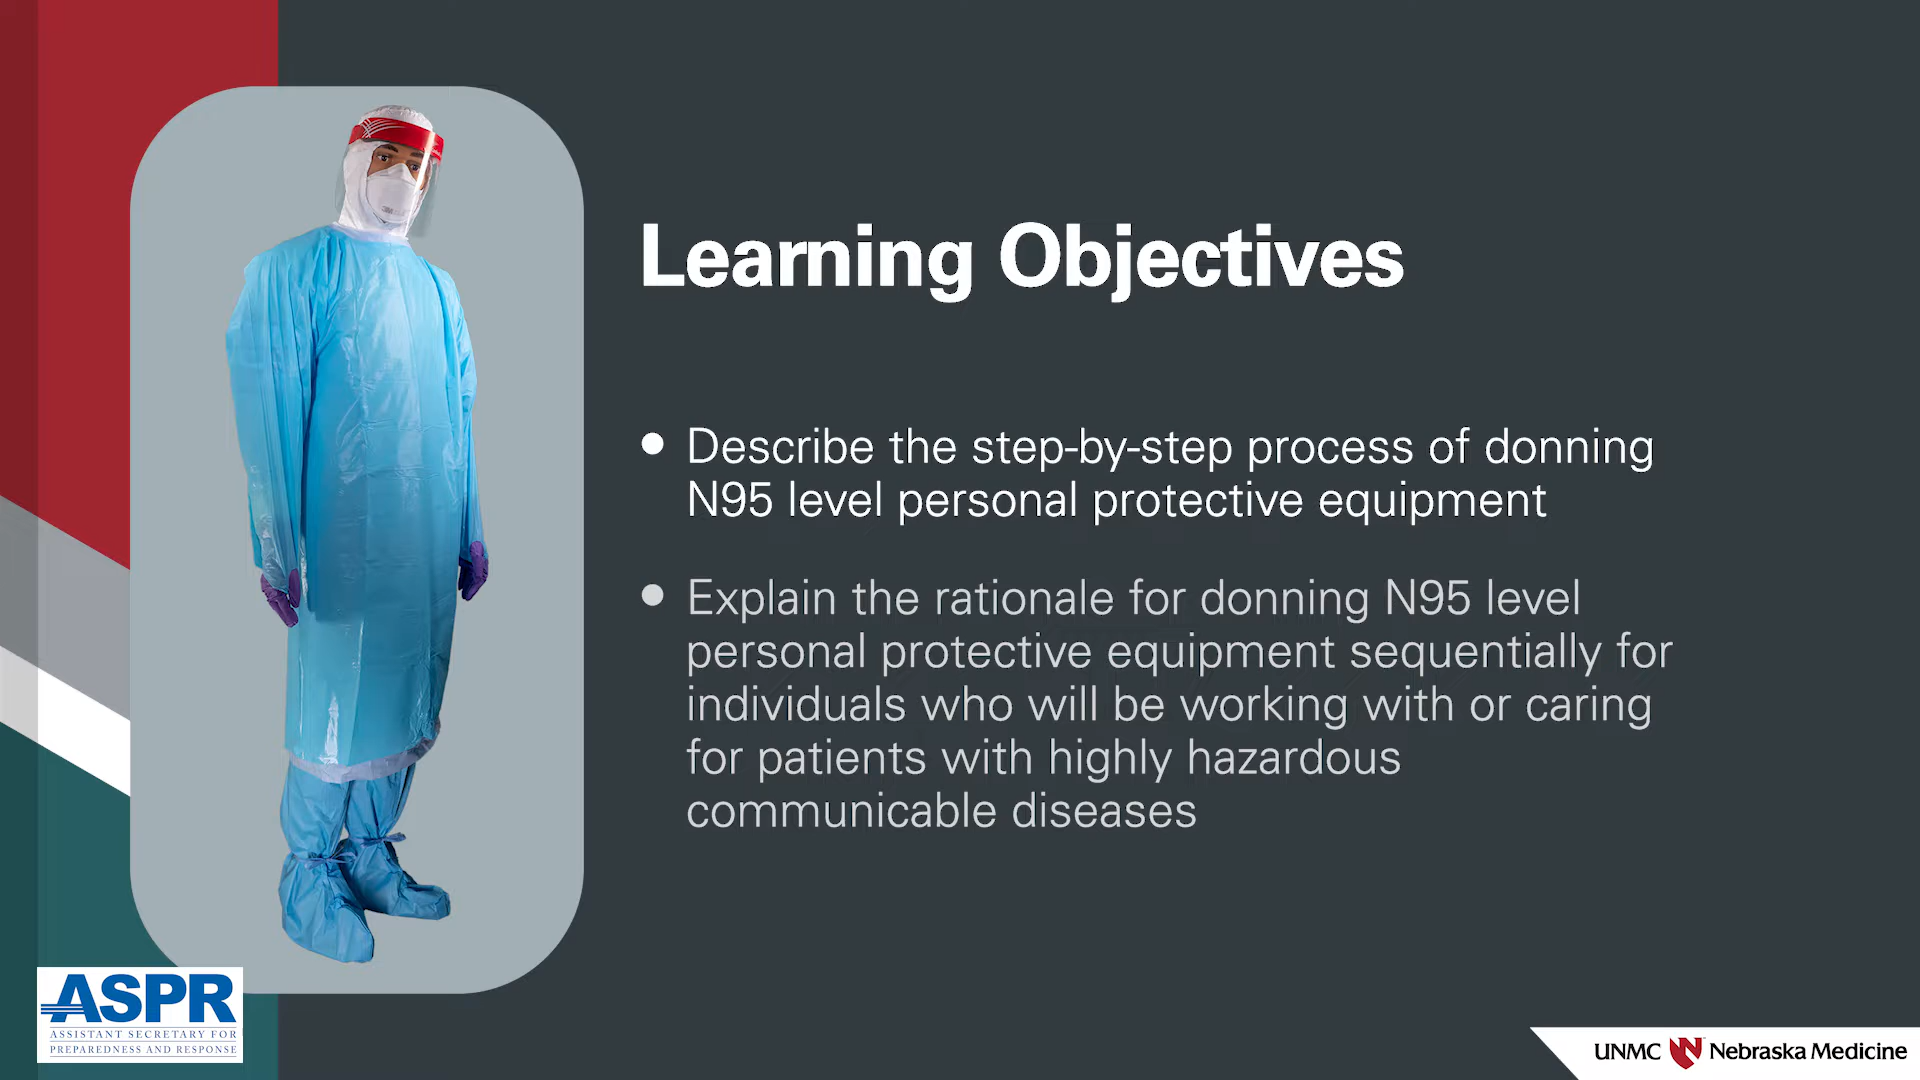 Learning Objectives
• Describe the step-by-step process of donning
N95 level personal protective equipment
• Explain the rationale for donning N95 level
personal protective equipment sequentially for
individuals who will be working with or caring
for patients with highly hazardous
communicable diseases
ASPR
ASSISTANT SECRETARY FOR
PREPAREDNESS AND RESPONSE
UNMC Nebraska Medicine